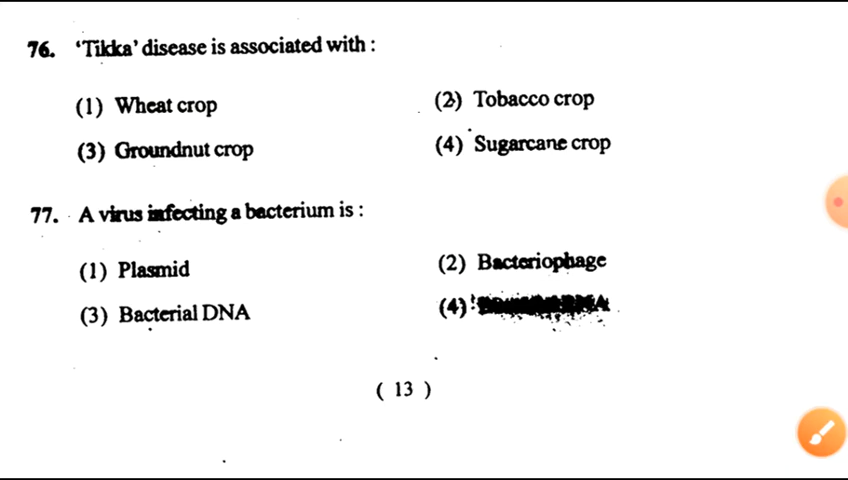 76. ‘Tikka’ disease is associated with :
(1) Wheat crop (2) Tobacco crop
(3) Groundnut crop (4) Sugarcane crop
77. A virus infecting a bacterium is :
(1) Plasmid (2) Bacteriophage
(3) Bacterial DNA (4)
( 13 )